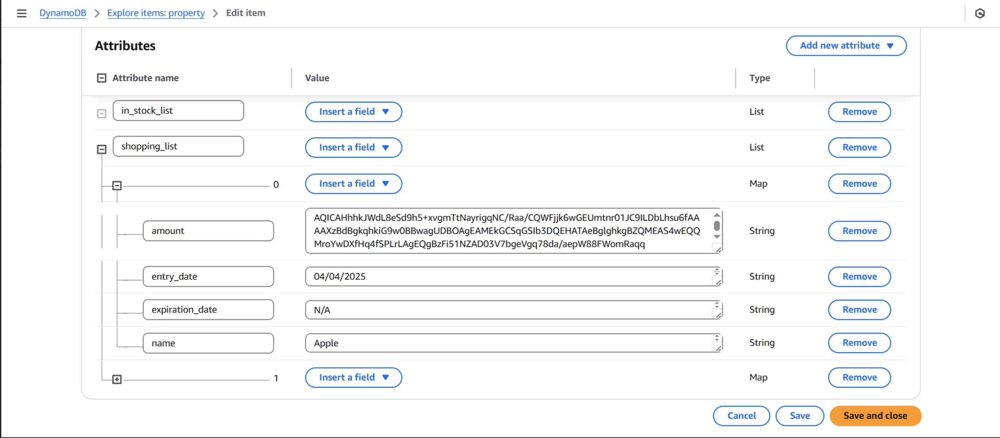 DynamoDB > Explore items: property > Edit item
Attributes
Add new attribute
Attribute name Value Type
in_stock_list Insert a field List Remove
shopping_list Insert a field List Remove
0 Insert a field Map Remove
AQICAHhhkJWdL8eSd9h5+xvgmTtNayrigqNC/Raa/CQWFjjk6wGEUmtnr01JC9ILDbLhsu6fAA
amount AAXzBdBgkqhkiG9w0BBwagUDBOAgEAMEkGCSqGSIb3DQEHATAeBglghkgBZQMEAS4wEQQ String Remove
MroYwDXfHq4fSPLrLAgEQgBzFi51NZAD03V7bgeVgq78da/aepW88FWomRaqq
entry_date 04/04/2025 String Remove
expiration_date N/A String Remove
name Apple String Remove
1 Insert a field Map Remove
Cancel Save Save and close